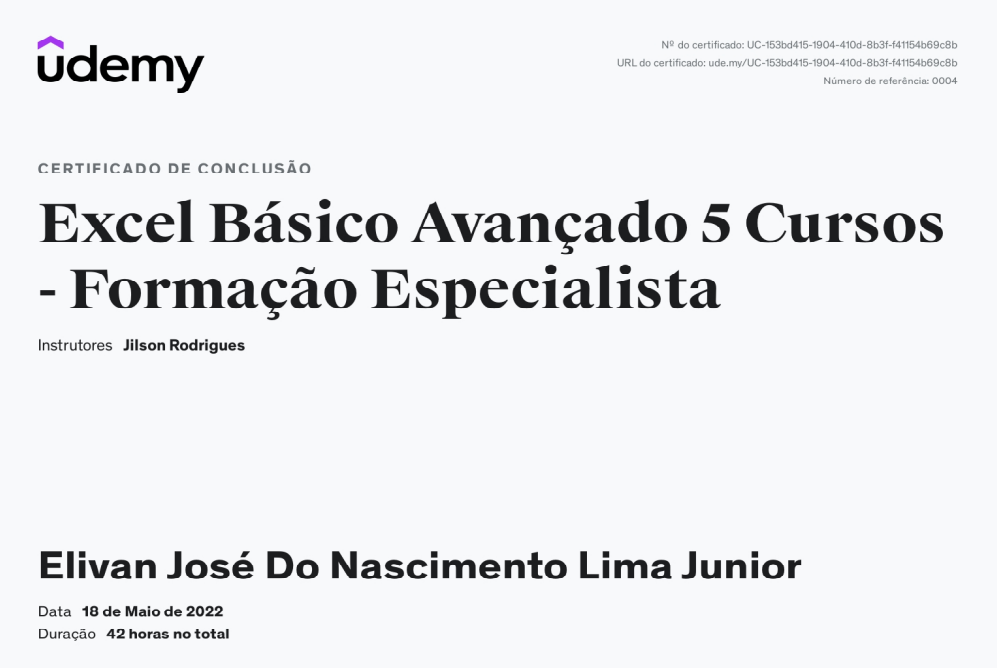 udemy
Nº do certificado: UC-153bd415-1904-410d-8b3f-f41154b69c8b
URL do certificado: ude.my/UC-153bd415-1904-410d-8b3f-f41154b69c8b
Número de referência: 0004
CERTIFICADO DE CONCLUSÃO
Excel Básico Avançado 5 Cursos
- Formação Especialista
Instrutores Jilson Rodrigues
Elivan José Do Nascimento Lima Junior
Data 18 de Maio de 2022
Duração 42 horas no total